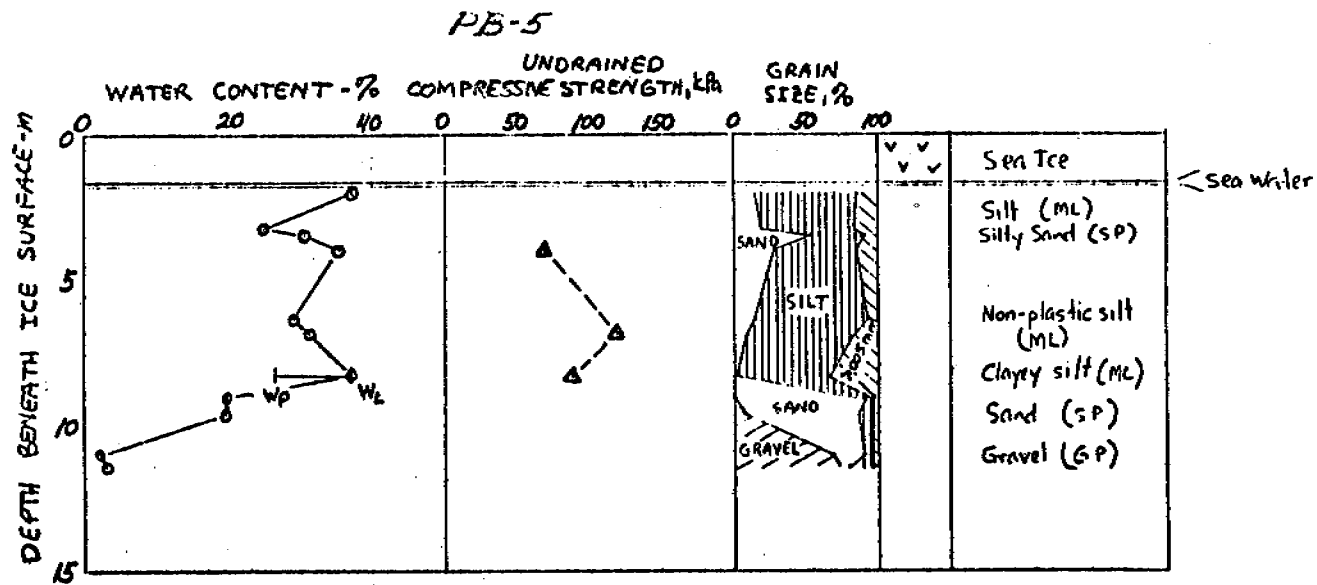 PB-5
WATER CONTENT - %
UNDRAINED
COMPRESSIVE STRENGTH, kPa
GRAIN
SIZE, %
0 20 40 0 50 100 150 0 50 100
DEPTH BENEATH ICE SURFACE-m
0
5
10
15
Sea Ice
Sea Water
Silt (ML)
Silty Sand (SP)
SAND
SILT
Non-plastic silt
(ML)
Clayey silt (ML)
Wp WL
SAND
Sand (SP)
GRAVEL
Gravel (GP)